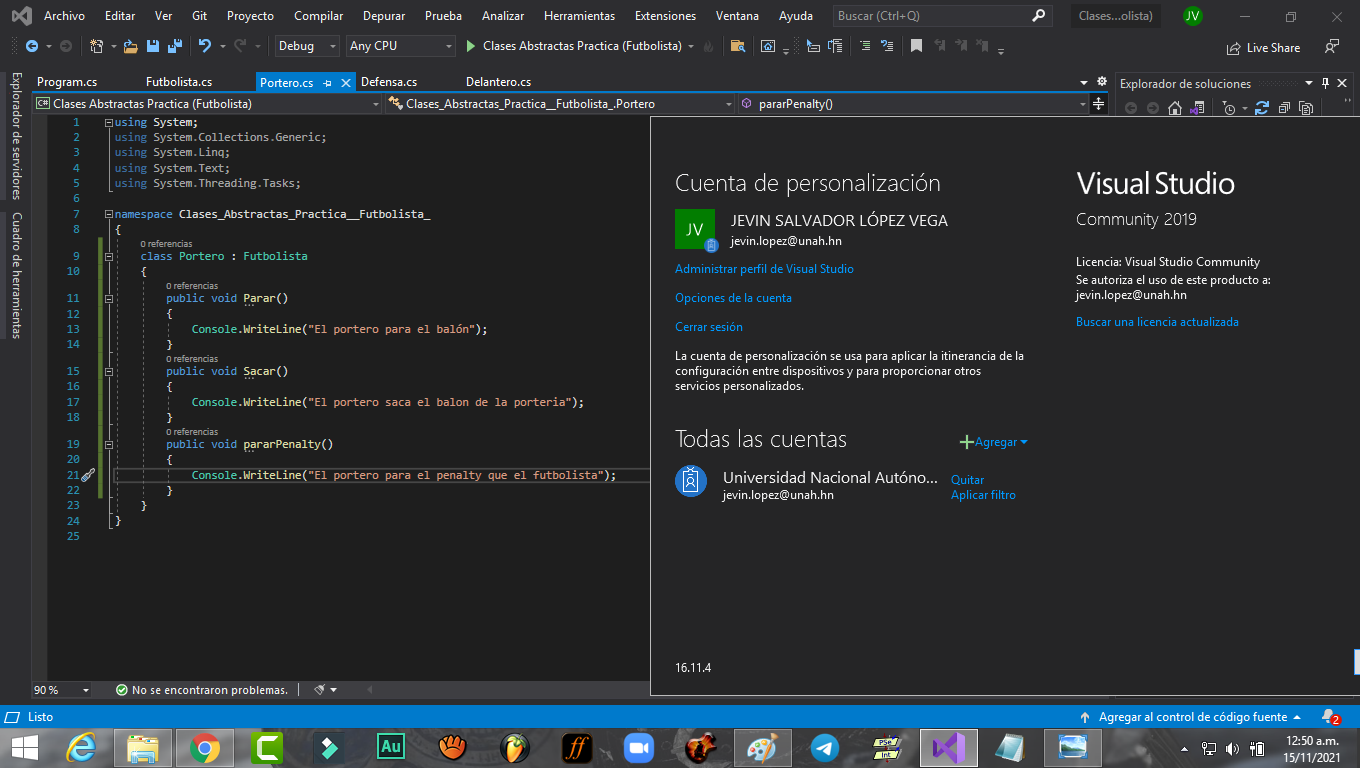 Archivo Editar Ver Git Proyecto Compilar Depurar Prueba Analizar Herramientas Extensiones Ventana Ayuda Buscar (Ctrl+Q) Clases...olista) JV
Debug Any CPU Clases Abstractas Practica (Futbolista) Live Share
Explorador de servidores
Cuadro de herramientas
Program.cs Futbolista.cs Portero.cs Defensa.cs Delantero.cs
Explorador de soluciones
C# Clases Abstractas Practica (Futbolista) Clases_Abstractas_Practica__Futbolista_.Portero pararPenalty()
1 using System;
2 using System.Collections.Generic;
3 using System.Linq;
4 using System.Text;
5 using System.Threading.Tasks;
6
7 namespace Clases_Abstractas_Practica__Futbolista_
8 {
0 referencias
9 class Portero : Futbolista
10 {
0 referencias
11 public void Parar()
12 {
13 Console.WriteLine("El portero para el balón");
14 }
0 referencias
15 public void Sacar()
16 {
17 Console.WriteLine("El portero saca el balon de la porteria");
18 }
0 referencias
19 public void pararPenalty()
20 {
21 Console.WriteLine("El portero para el penalty que el futbolista");
22 }
23 }
24 }
25
Cuenta de personalización
JV
JEVIN SALVADOR LÓPEZ VEGA
jevin.lopez@unah.hn
Administrar perfil de Visual Studio
Opciones de la cuenta
Cerrar sesión
La cuenta de personalización se usa para aplicar la itinerancia de la
configuración entre dispositivos y para proporcionar otros
servicios personalizados.
Todas las cuentas
Agregar
Universidad Nacional Autóno...
jevin.lopez@unah.hn
Quitar
Aplicar filtro
16.11.4
Visual Studio
Community 2019
Licencia: Visual Studio Community
Se autoriza el uso de este producto a:
jevin.lopez@unah.hn
Buscar una licencia actualizada
90 % No se encontraron problemas.
Listo Agregar al control de código fuente 2
Au ff PSe Int
12:50 a.m.
15/11/2021